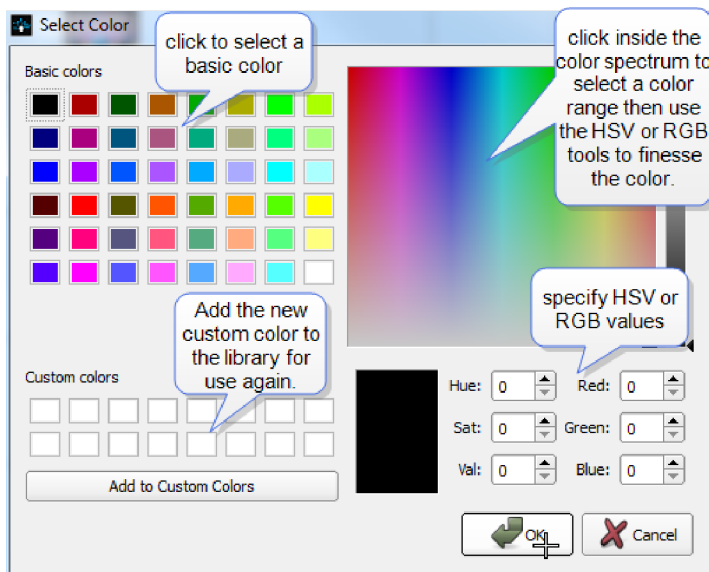 Select Color
click to select a
basic color
click inside the
color spectrum to
select a color
range then use
the HSV or RGB
tools to finesse
the color.
Basic colors
Add the new
custom color to
the library for
use again.
specify HSV or
RGB values
Custom colors
Hue: 0 Red: 0
Sat: 0 Green: 0
Val: 0 Blue: 0
Add to Custom Colors
OK Cancel